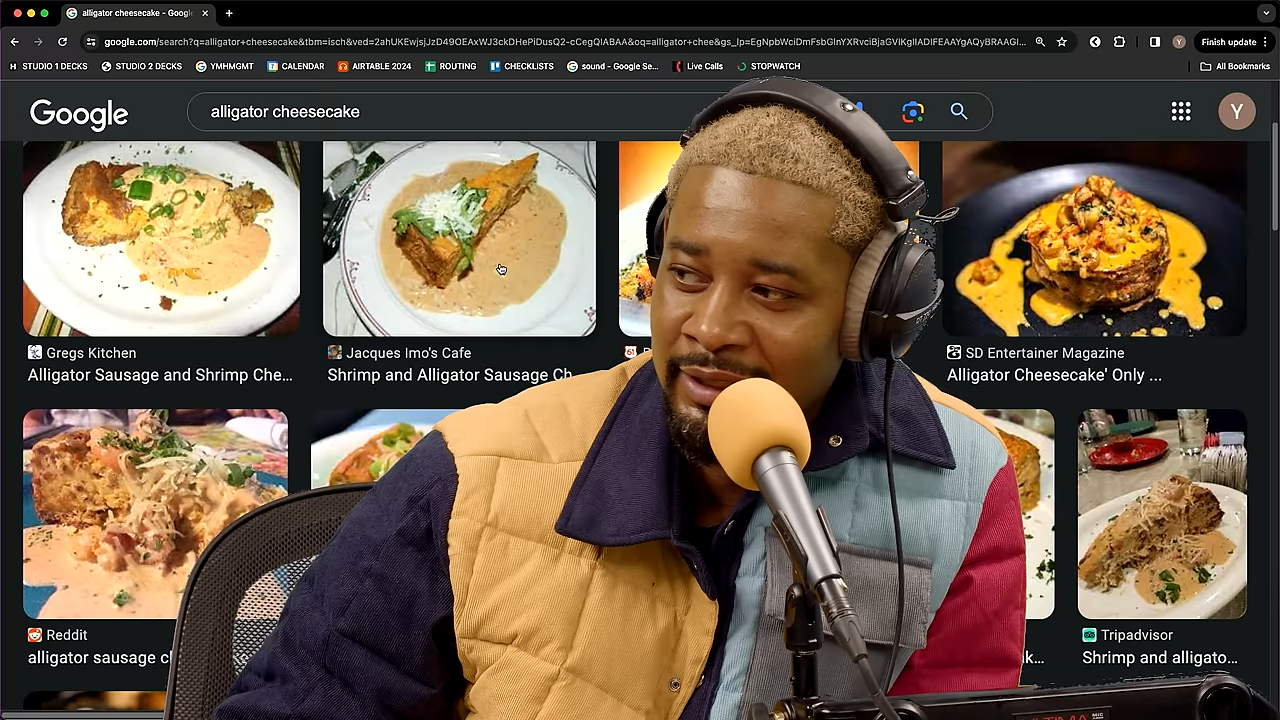 alligator cheesecake - Google
google.com/search?q=alligator+cheesecake&tbm=isch&ved=2ahUKEwjsjJzD49OEAxWJ3ckDHePiDusQ2-cCegQIABAA&oq=alligator+chee&gs_lp=EgNpbWciDmFsbGlnYXRvciBjaGVlKgIIADIFEAAYgAQyBRAAGI...
Finish update
H STUDIO 1 DECKS
STUDIO 2 DECKS
YMHMGMT
CALENDAR
AIRTABLE 2024
ROUTING
CHECKLISTS
sound - Google Se...
Live Calls
STOPWATCH
All Bookmarks
Google
alligator cheesecake
Y
Gregs Kitchen
Jacques Imo's Cafe
SD Entertainer Magazine
Alligator Sausage and Shrimp Che...
Shrimp and Alligator Sausage Ch
Alligator Cheesecake' Only ...
Reddit
Tripadvisor
alligator sausage
Shrimp and alligato...